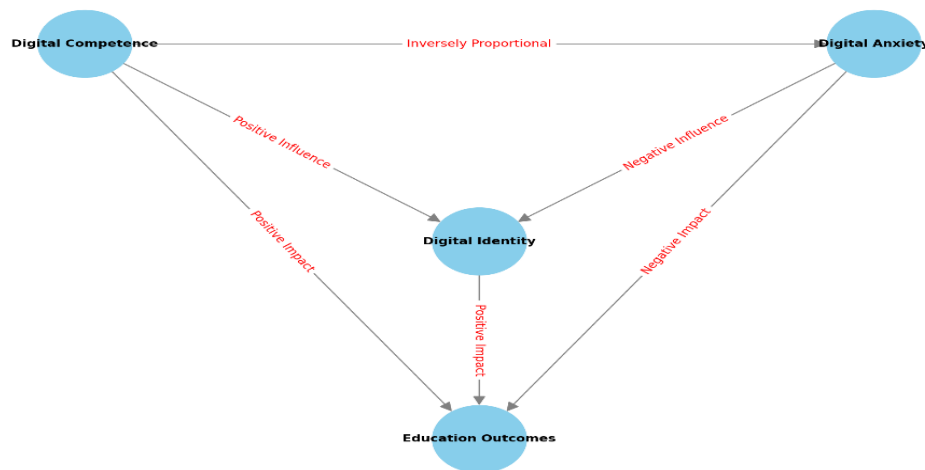 Digital Competence
Inversely Proportional
Digital Anxiety
Positive Influence
Negative Influence
Positive Impact
Negative Impact
Digital Identity
Positive Impact
Education Outcomes